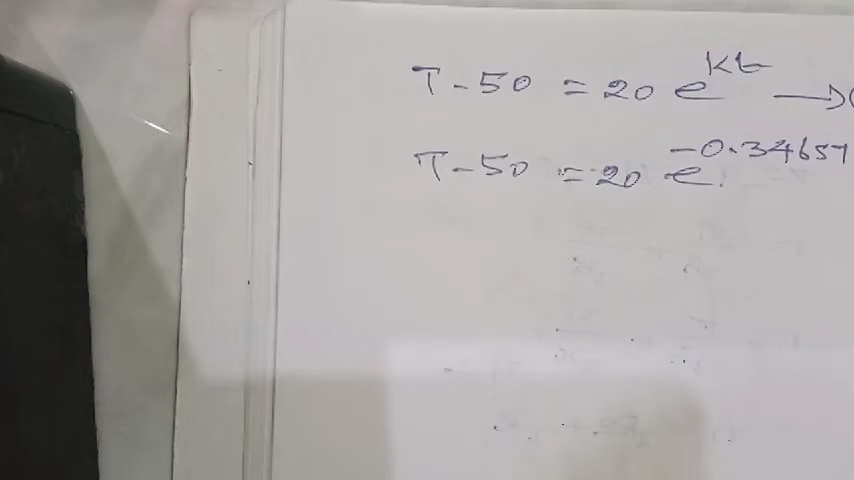 T - 50 = 20 e^kt →
T - 50 = 20 e^-0.34657